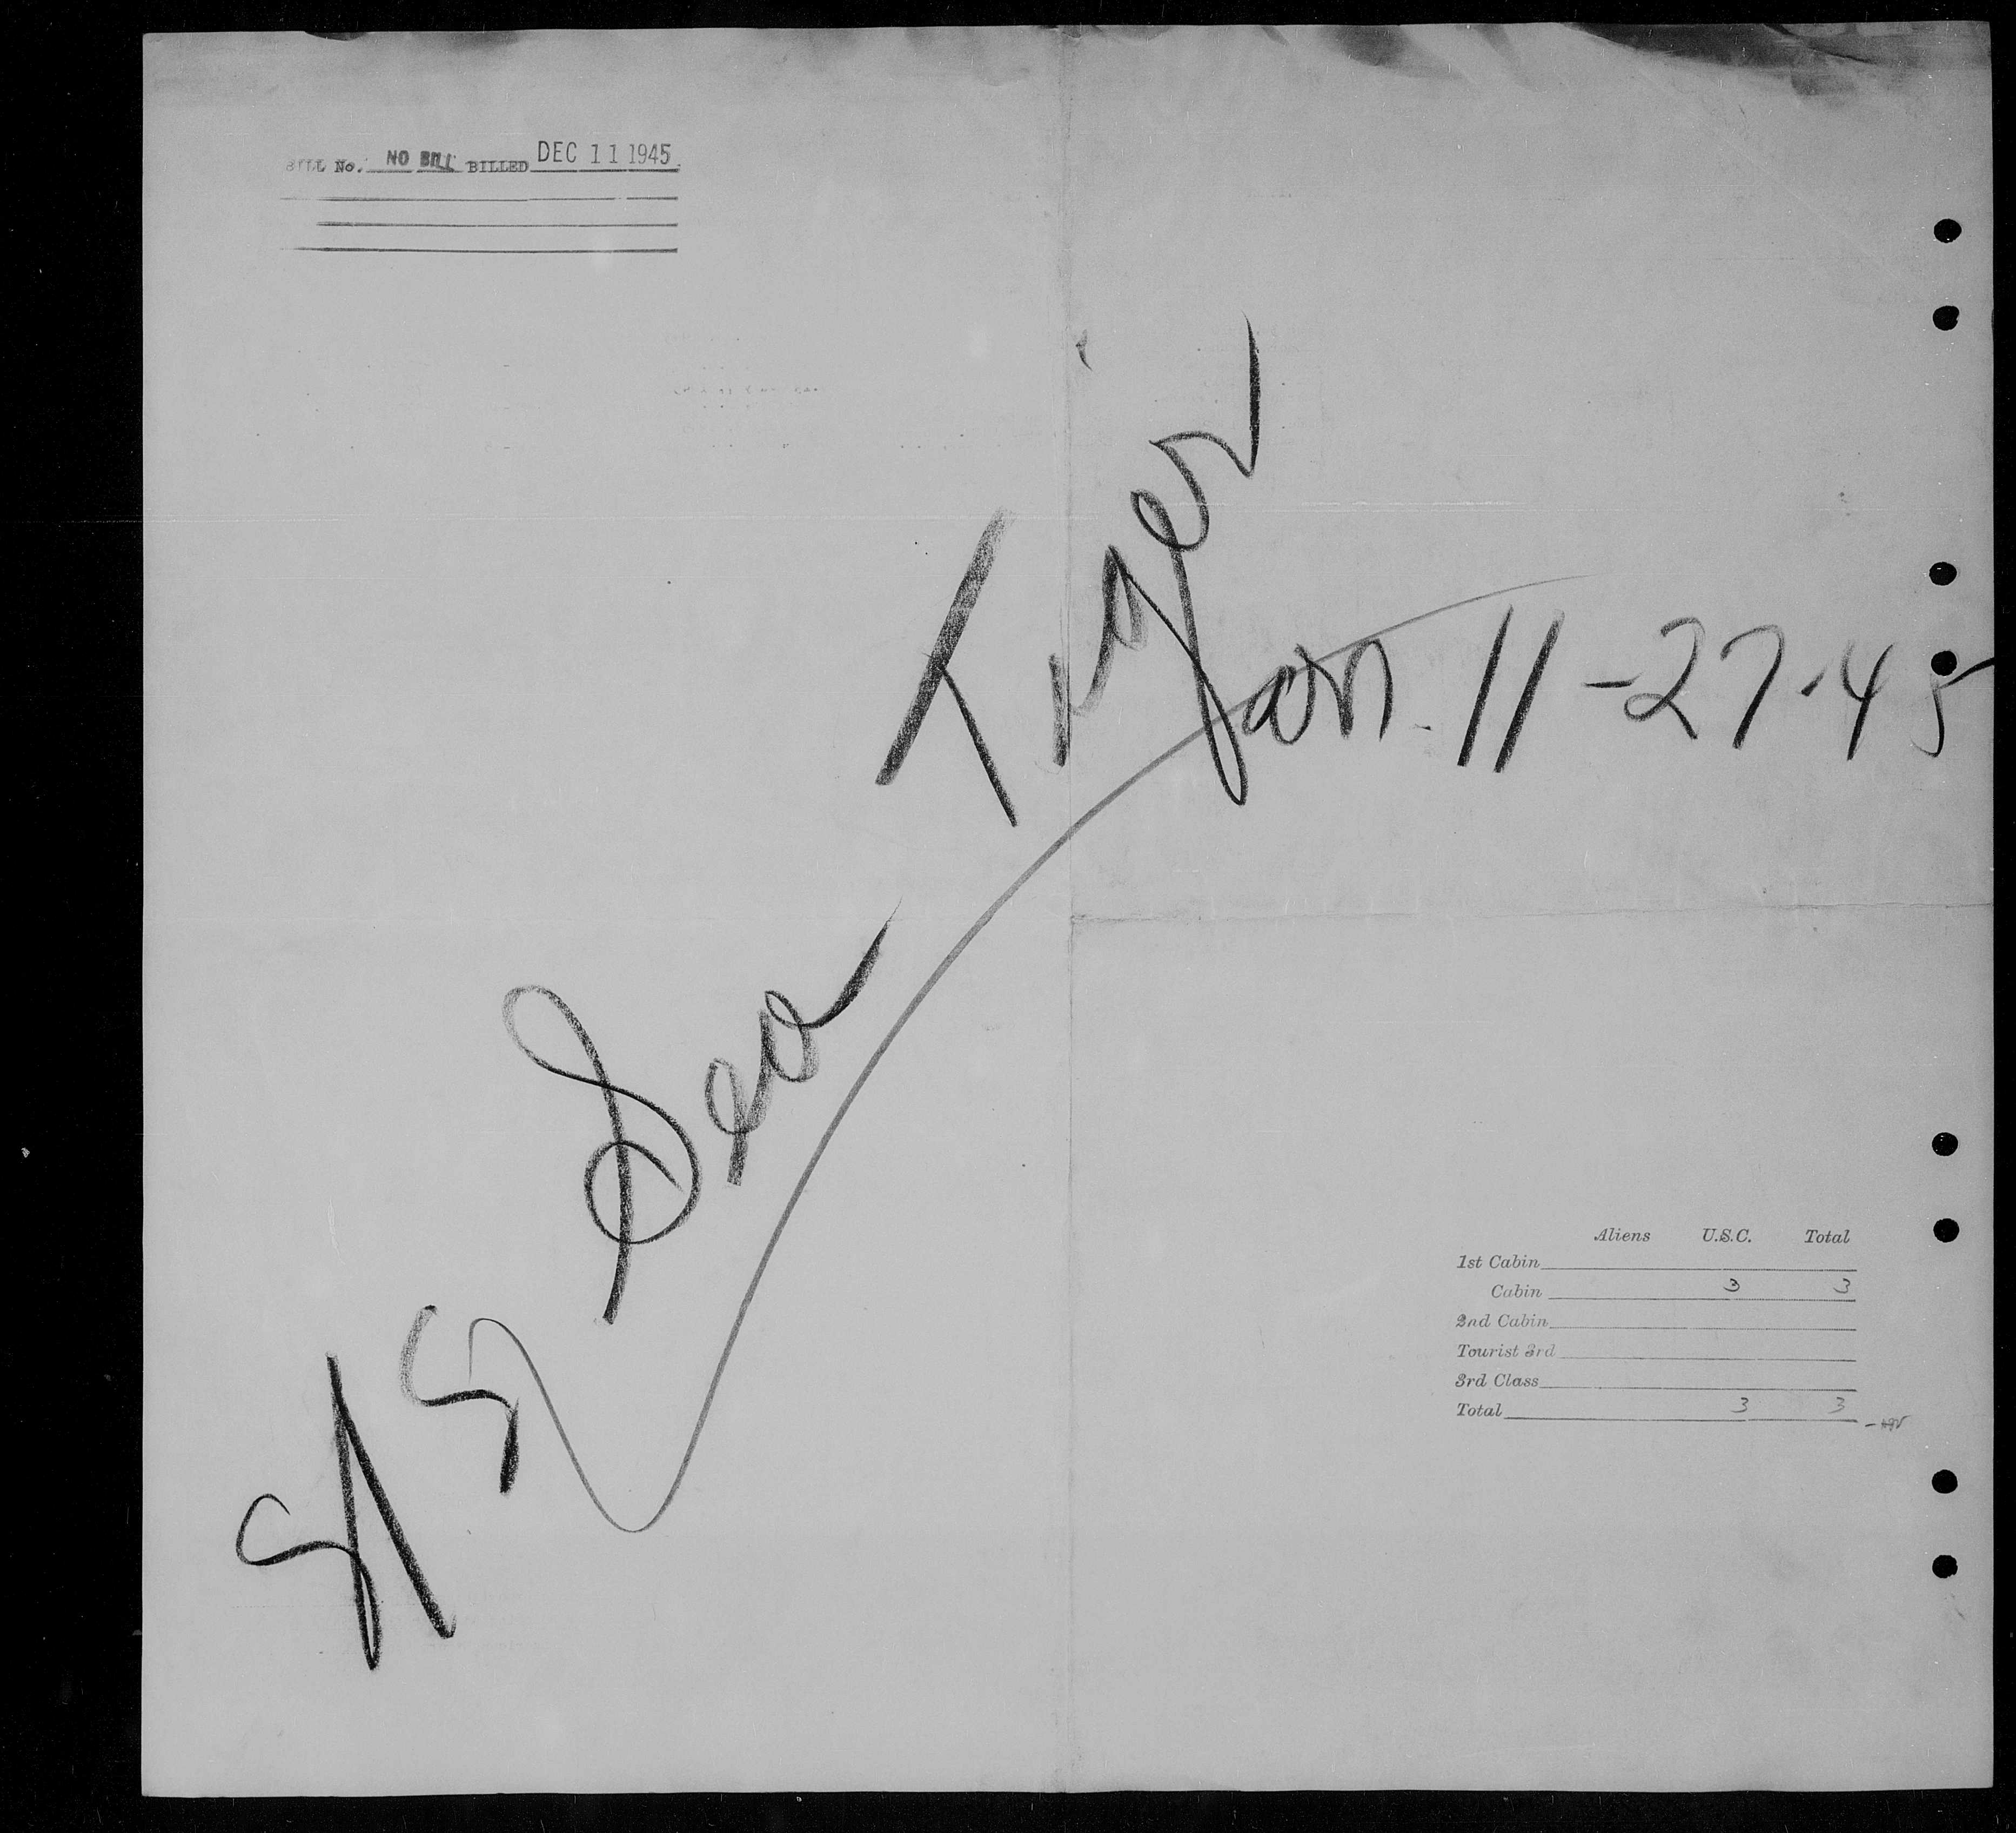 BILL No. NO BILL BILLED DEC 11 1945
S/S Sea Tiger
arr. 11-27-45
Aliens U.S.C. Total
1st Cabin
Cabin 3 3
2nd Cabin
Tourist 3rd
3rd Class
Total 3 3